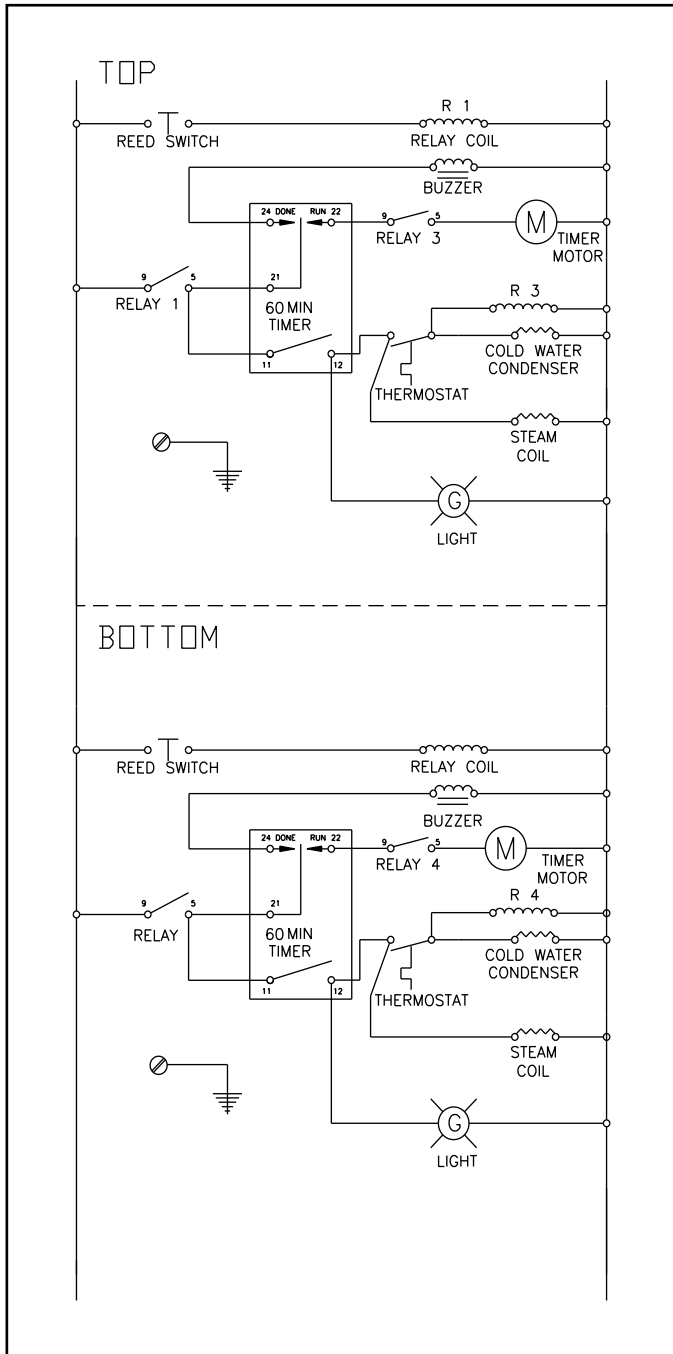 TOP
R 1
REED SWITCH
RELAY COIL
BUZZER
24 DONE RUN 22
9 5
RELAY 3
M
TIMER
MOTOR
9 5
RELAY 1
21
60 MIN
TIMER
R 3
COLD WATER
CONDENSER
11 12
THERMOSTAT
STEAM
COIL
G
LIGHT
BOTTOM
REED SWITCH
RELAY COIL
BUZZER
24 DONE RUN 22
9 5
RELAY 4
M
TIMER
MOTOR
9 5
RELAY
21
60 MIN
TIMER
R 4
COLD WATER
CONDENSER
11 12
THERMOSTAT
STEAM
COIL
G
LIGHT